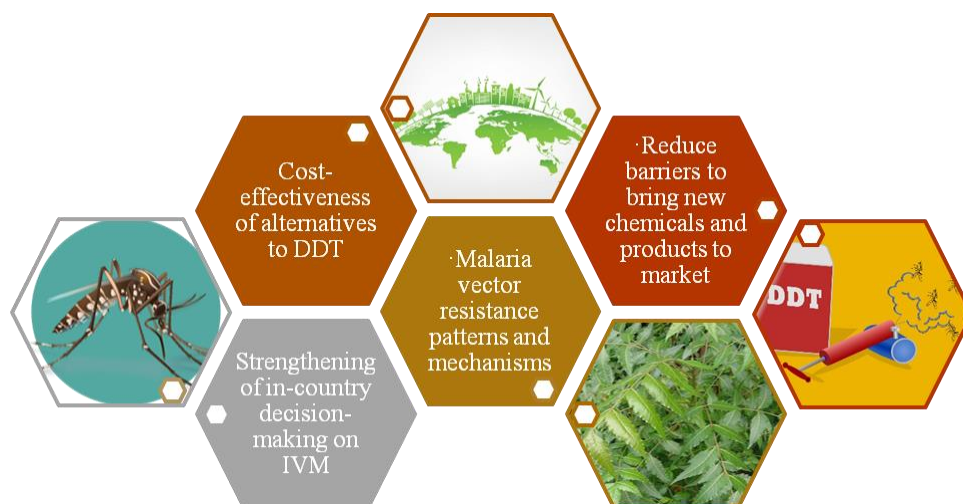 Cost-
effectiveness
of alternatives
to DDT
·Reduce
barriers to
bring new
chemicals and
products to
market
·Malaria
vector
resistance
patterns and
mechanisms
DDT
Strengthening
of in-country
decision-
making on
IVM